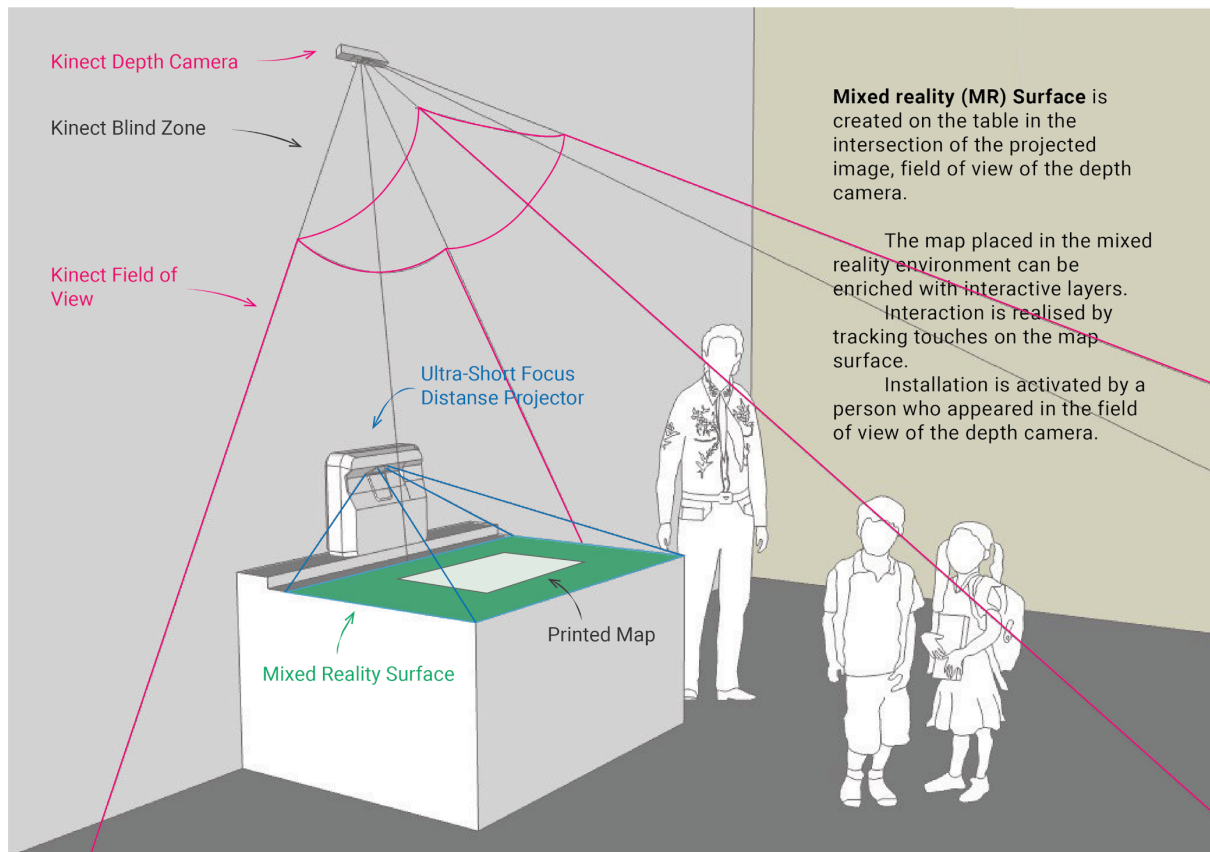 Kinect Depth Camera
Kinect Blind Zone
Kinect Field of
View
Ultra-Short Focus
Distanse Projector
Printed Map
Mixed Reality Surface
Mixed reality (MR) Surface is
created on the table in the
intersection of the projected
image, field of view of the depth
camera.
The map placed in the mixed
reality environment can be
enriched with interactive layers.
Interaction is realised by
tracking touches on the map
surface.
Installation is activated by a
person who appeared in the field
of view of the depth camera.